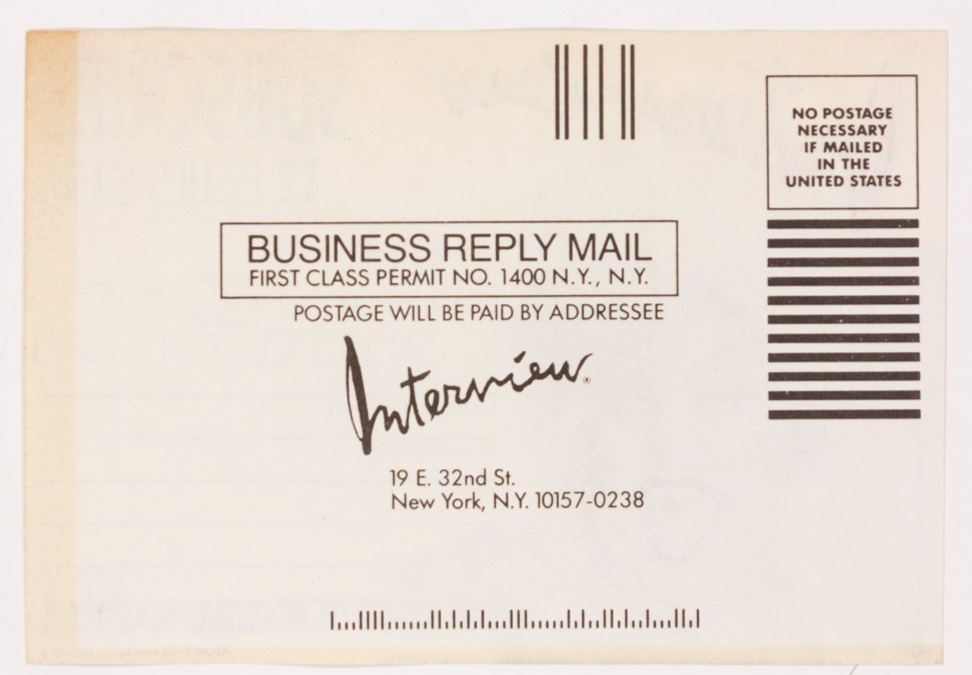 NO POSTAGE
NECESSARY
IF MAILED
IN THE
UNITED STATES
BUSINESS REPLY MAIL
FIRST CLASS PERMIT NO. 1400 N.Y., N.Y.
POSTAGE WILL BE PAID BY ADDRESSEE
Interview
19 E. 32nd St.
New York, N.Y. 10157-0238